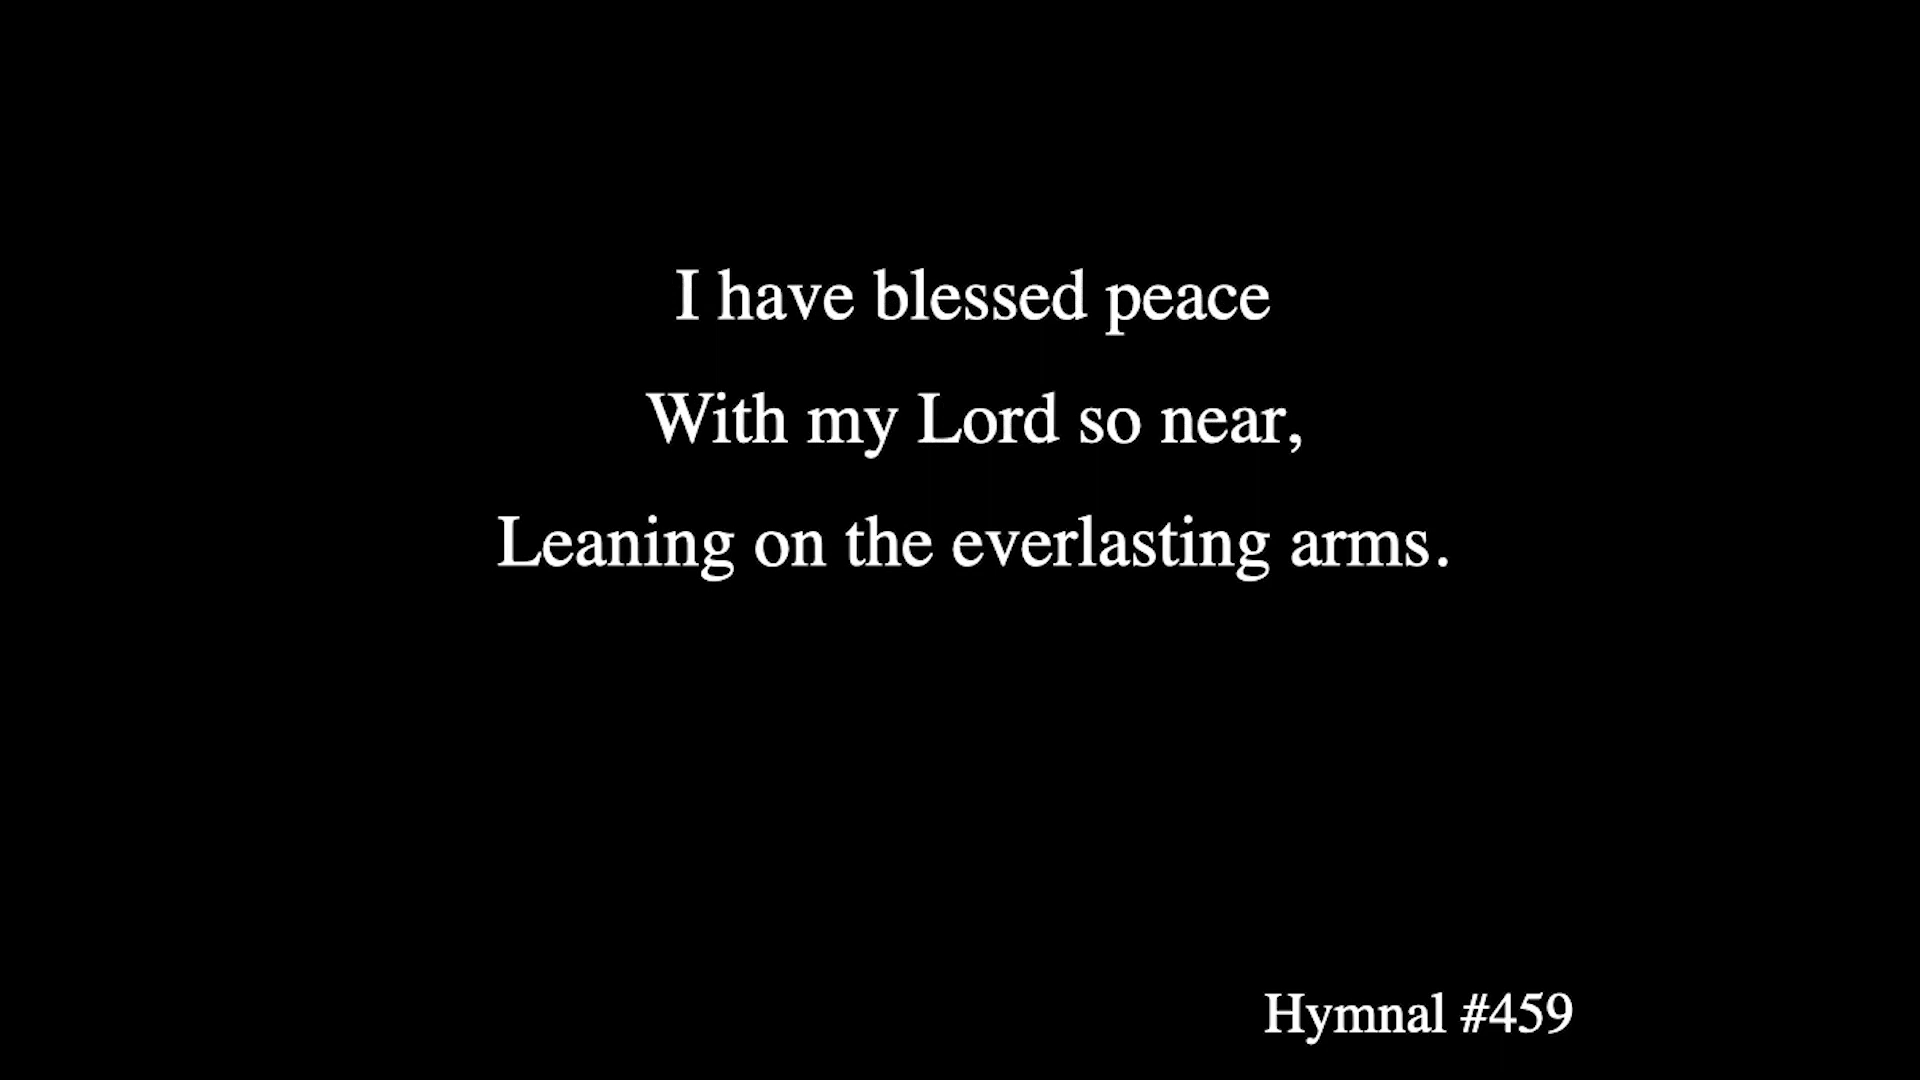 I have blessed peace
With my Lord so near,
Leaning on the everlasting arms.
Hymnal #459